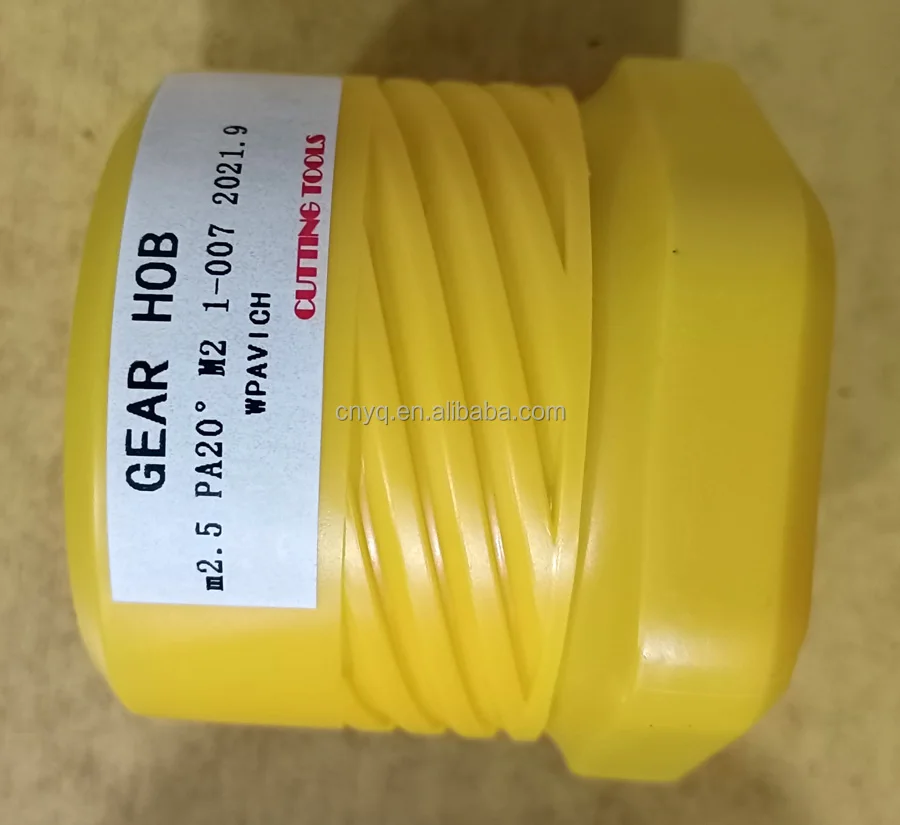 GEAR HOB
m2.5 PA20° M2 1-007 2021.9
WPAVICH
CUTTING TOOLS
cnyq.en.alibaba.com